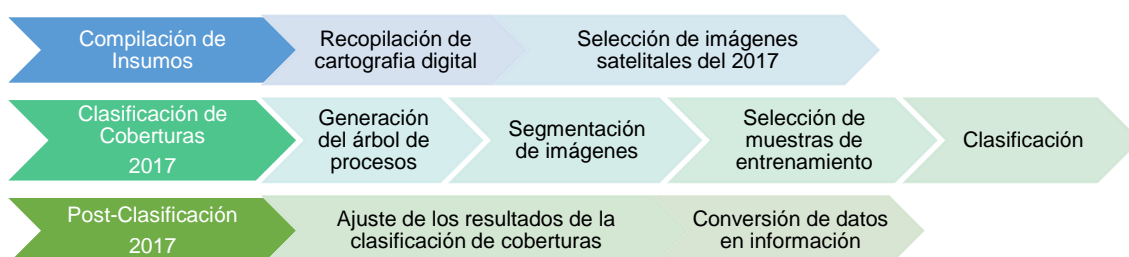 Compilación de
Insumos
Recopilación de
cartografia digital
Selección de imágenes
satelitales del 2017
Clasificación de
Coberturas
2017
Generación
del árbol de
procesos
Segmentación
de imágenes
Selección de
muestras de
entrenamiento
Clasificación
Post-Clasificación
2017
Ajuste de los resultados de la
clasificación de coberturas
Conversión de datos
en información